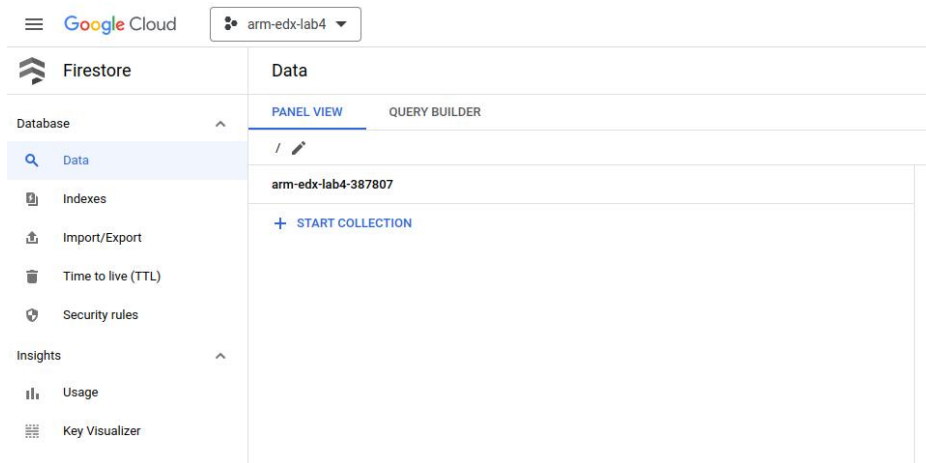 Google Cloud
arm-edx-lab4
Firestore
Data
Database
Data
Indexes
Import/Export
Time to live (TTL)
Security rules
Insights
Usage
Key Visualizer
PANEL VIEW
QUERY BUILDER
/
arm-edx-lab4-387807
START COLLECTION